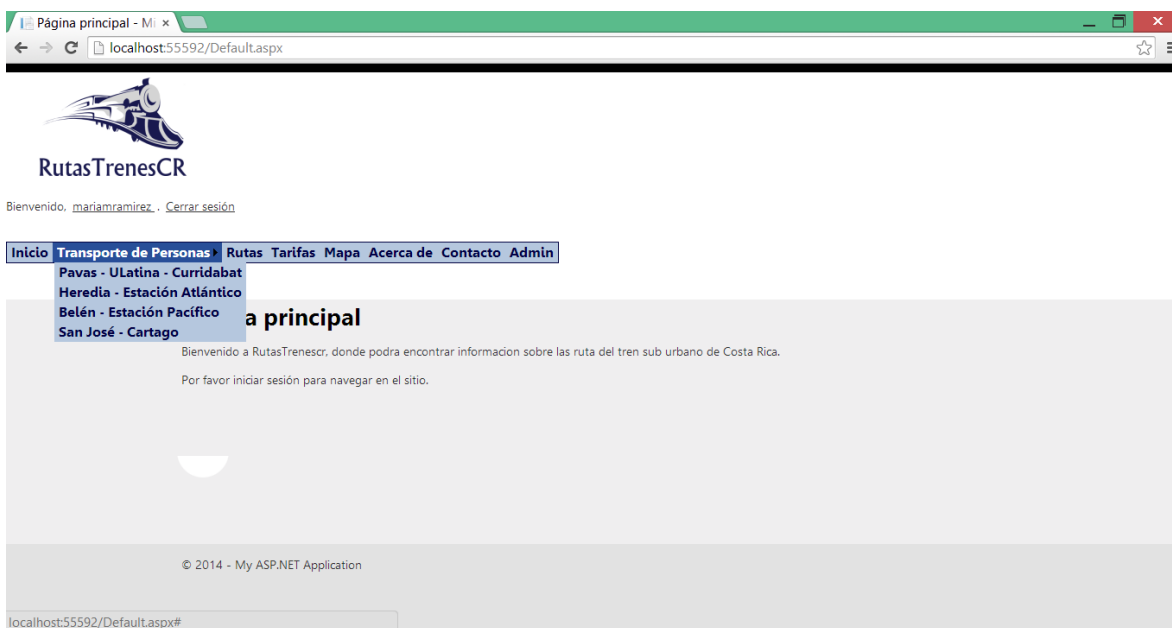 Página principal - Mi
localhost:55592/Default.aspx
RutasTrenesCR
Bienvenido, mariamramirez . Cerrar sesión
Inicio Transporte de Personas Rutas Tarifas Mapa Acerca de Contacto Admin
Pavas - ULatina - Curridabat
Heredia - Estación Atlántico
Belén - Estación Pacífico
San José - Cartago
a principal
Bienvenido a RutasTrenescr, donde podra encontrar informacion sobre las ruta del tren sub urbano de Costa Rica.
Por favor iniciar sesión para navegar en el sitio.
© 2014 - My ASP.NET Application
localhost:55592/Default.aspx#